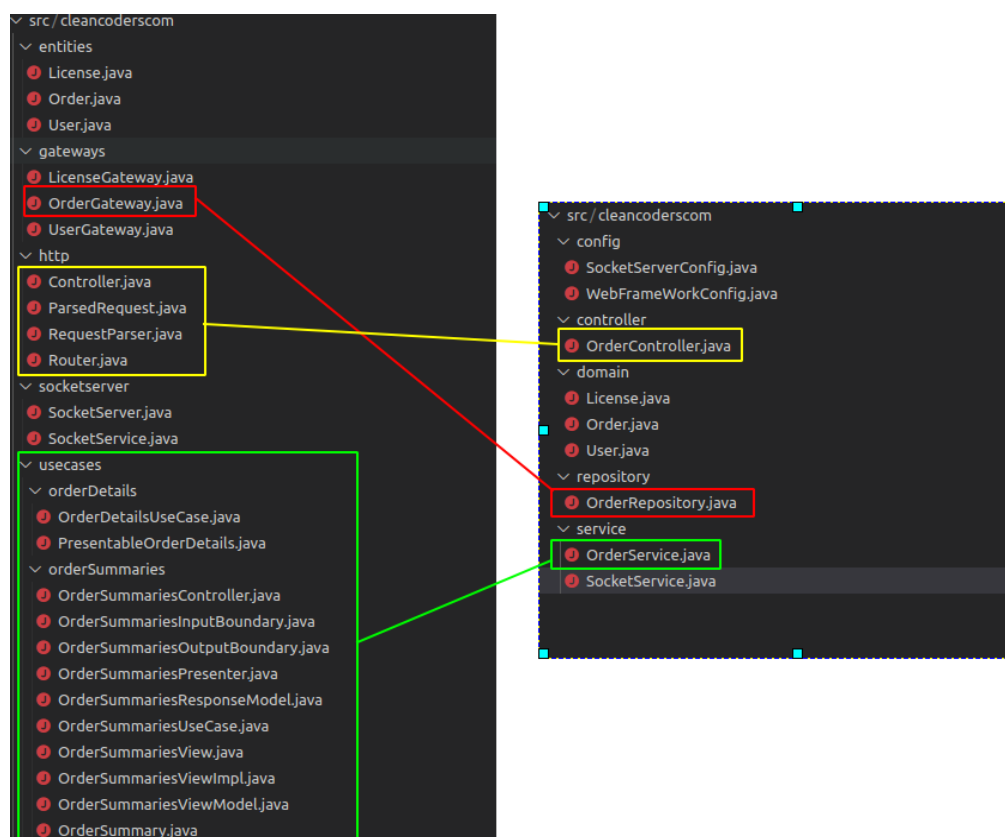 src/cleancoderscom
entities
License.java
Order.java
User.java
gateways
LicenseGateway.java
OrderGateway.java
UserGateway.java
http
Controller.java
ParsedRequest.java
RequestParser.java
Router.java
socketserver
SocketServer.java
SocketService.java
usecases
orderDetails
OrderDetailsUseCase.java
PresentableOrderDetails.java
orderSummaries
OrderSummariesController.java
OrderSummariesInputBoundary.java
OrderSummariesOutputBoundary.java
OrderSummariesPresenter.java
OrderSummariesResponseModel.java
OrderSummariesUseCase.java
OrderSummariesView.java
OrderSummariesViewImpl.java
OrderSummariesViewModel.java
OrderSummary.java
src/cleancoderscom
config
SocketServerConfig.java
WebFrameWorkConfig.java
controller
OrderController.java
domain
License.java
Order.java
User.java
repository
OrderRepository.java
service
OrderService.java
SocketService.java